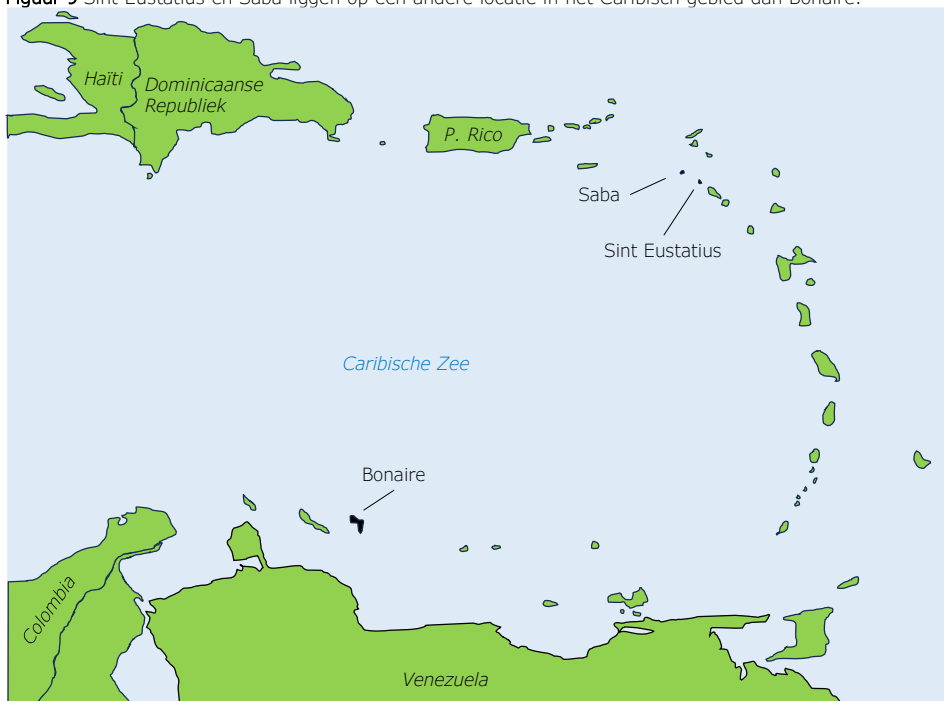 Figuur 9 Sint Eustatius en Saba liggen op een andere locatie in het Caribisch gebied dan Bonaire.
Haïti
Dominicaanse
Republiek
P. Rico
Saba
Sint Eustatius
Caribische Zee
Bonaire
Colombia
Venezuela